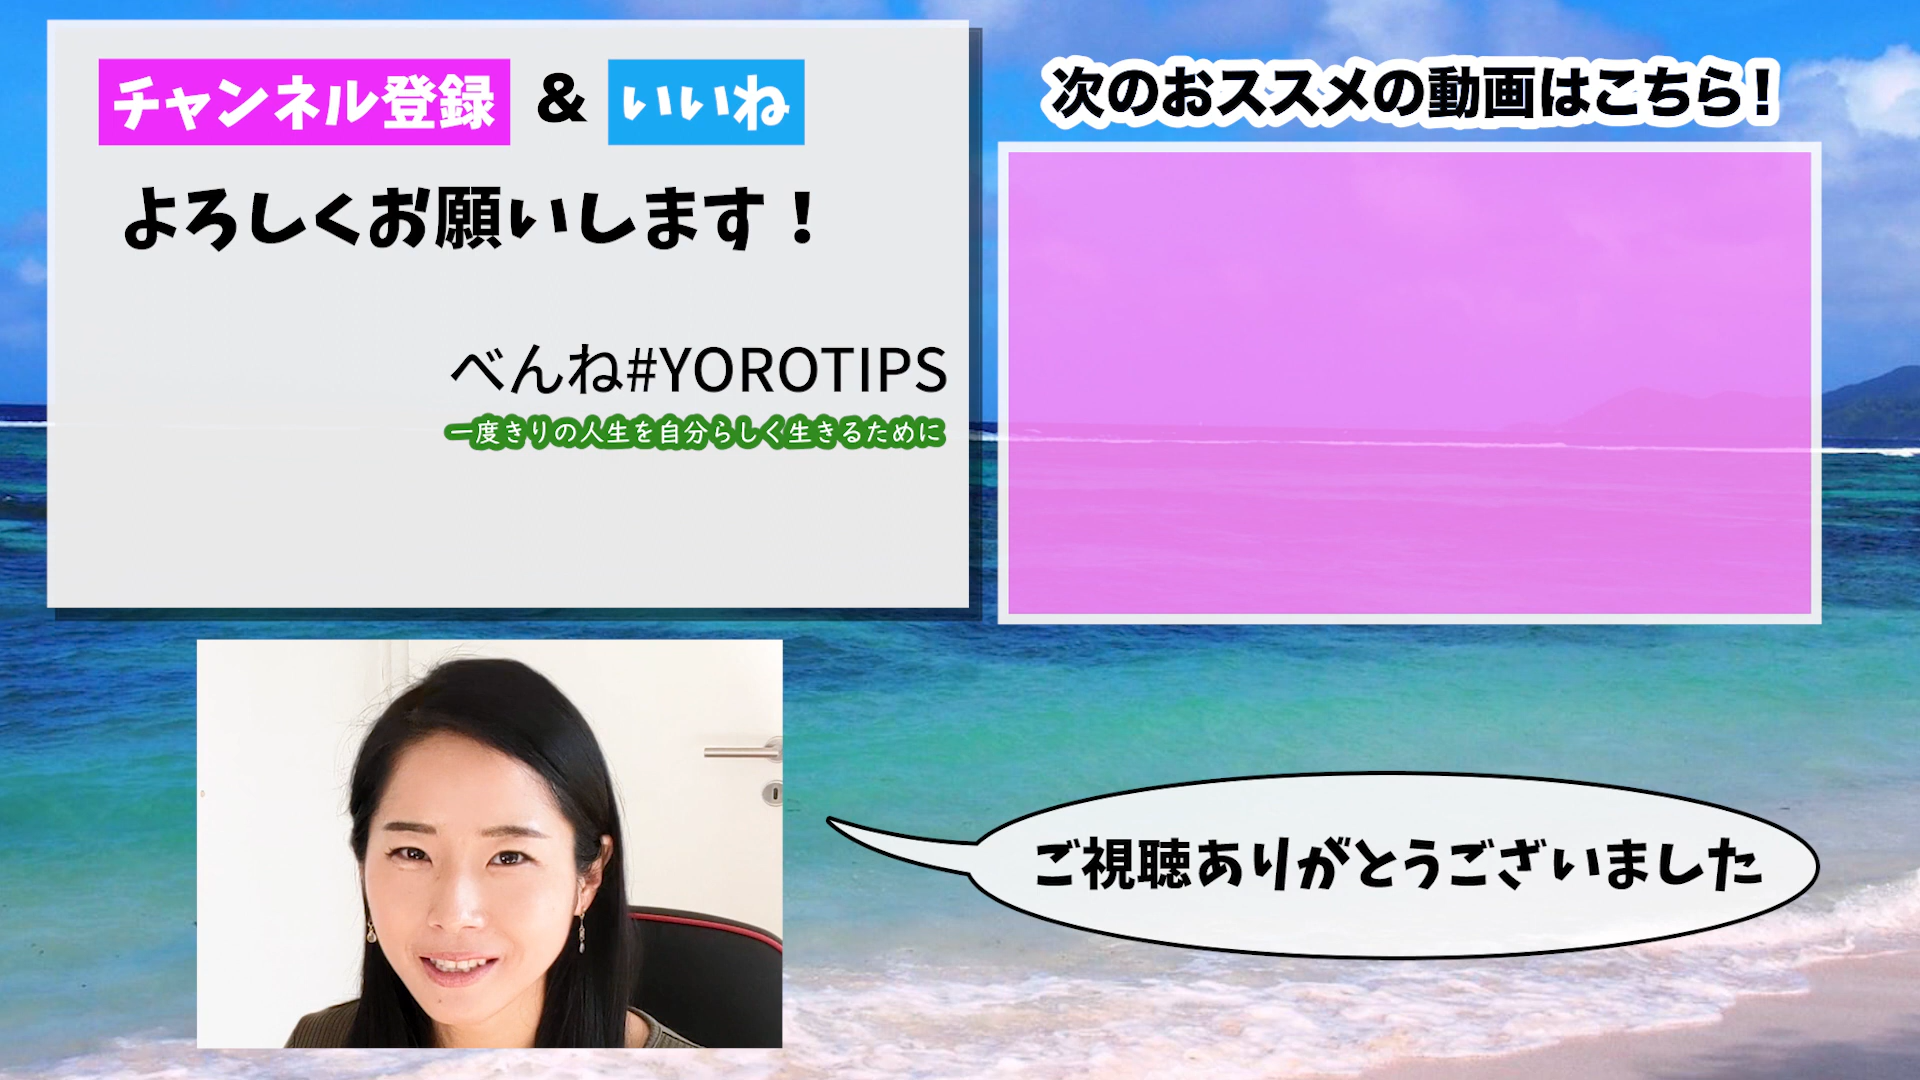 チャンネル登録 & いいね
よろしくお願いします！
べんね#YOROTIPS
一度きりの人生を自分らしく生きるために
次のおススメの動画はこちら！
ご視聴ありがとうございました